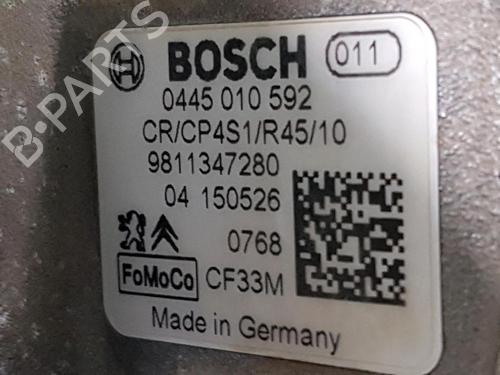 BOSCH 011
0445 010 592
CR/CP4S1/R45/10
9811347280
04 150526
0768
FoMoCo CF33M
Made in Germany
B-PARTS